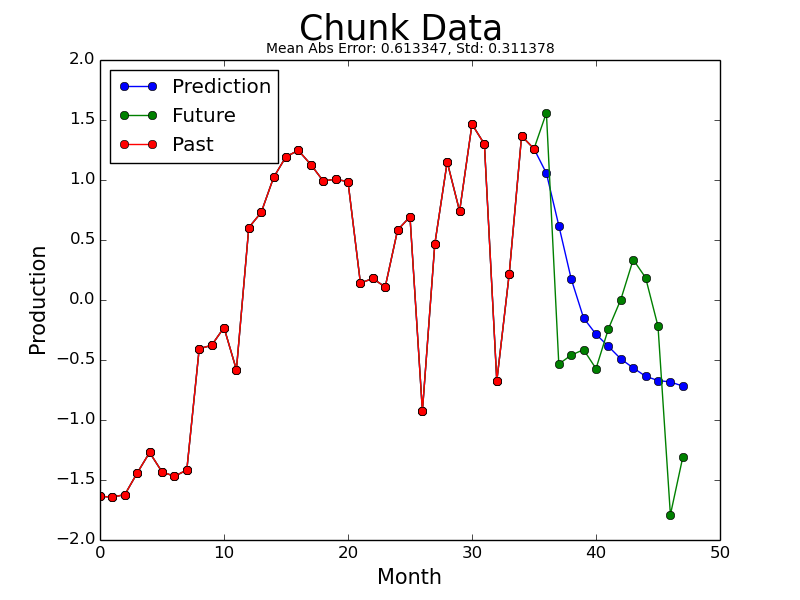 Chunk Data
Mean Abs Error: 0.613347, Std: 0.311378
Prediction
Future
Past
Production
2.0
1.5
1.0
0.5
0.0
−0.5
−1.0
−1.5
−2.0
0 10 20 30 40 50
Month